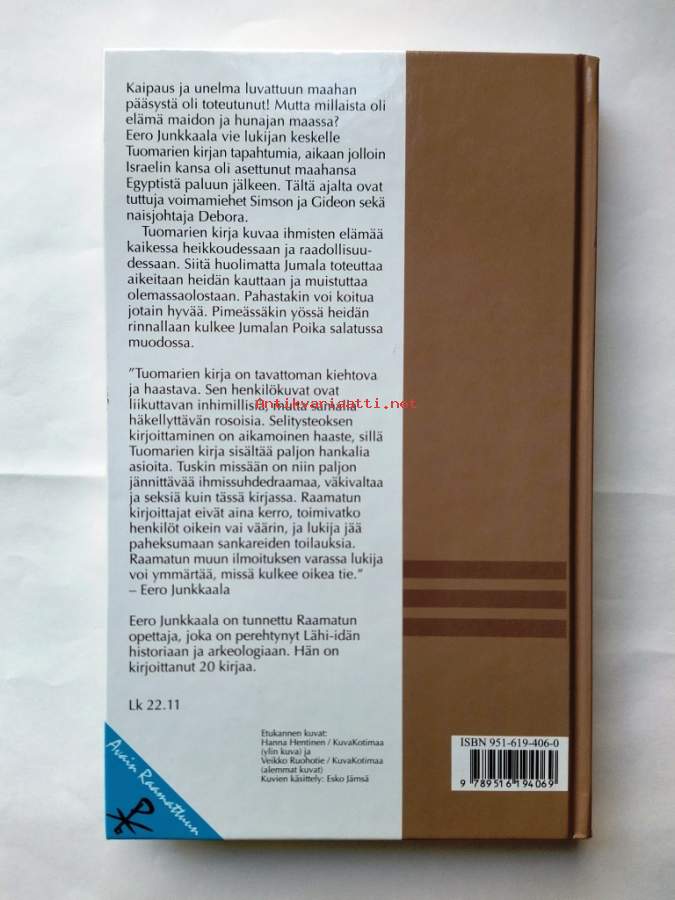 Kaipaus ja unelma luvattuun maahan
pääsystä oli toteutunut! Mutta millaista oli
elämä maidon ja hunajan maassa?
Eero Junkkaala vie lukijan keskelle
Tuomarien kirjan tapahtumia, aikaan jolloin
Israelin kansa oli asettunut maahansa
Egyptistä paluun jälkeen. Tältä ajalta ovat
tuttuja voimamiehet Simson ja Gideon sekä
naisjohtaja Debora.
Tuomarien kirja kuvaa ihmisten elämää
kaikessa heikkoudessaan ja raadollisuu-
dessaan. Siitä huolimatta Jumala toteuttaa
aikeitaan heidän kauttaan ja muistuttaa
olemassaolostaan. Pahastakin voi koitua
jotain hyvää. Pimeässäkin yössä heidän
rinnallaan kulkee Jumalan Poika salatussa
muodossa.
”Tuomarien kirja on tavattoman kiehtova
ja haastava. Sen henkilökuvat ovat
liikuttavan inhimillisiä, mutta samalla
Antikvariaatti.net
häkellyttävän rosoisia. Selitysteoksen
kirjoittaminen on aikamoinen haaste, sillä
Tuomarien kirja sisältää paljon hankalia
asioita. Tuskin missään on niin paljon
jännittävää ihmissuhdedraamaa, väkivaltaa
ja seksiä kuin tässä kirjassa. Raamatun
kirjoittajat eivät aina kerro, toimivatko
henkilöt oikein vai väärin, ja lukija jää
paheksumaan sankareiden toilauksia.
Raamatun muun ilmoituksen varassa lukija
voi ymmärtää, missä kulkee oikea tie.”
– Eero Junkkaala
Eero Junkkaala on tunnettu Raamatun
opettaja, joka on perehtynyt Lähi-idän
historiaan ja arkeologiaan. Hän on
kirjoittanut 20 kirjaa.
Lk 22.11
Etukannen kuvat:
Hanna Hentinen / KuvaKotimaa
(ylin kuva) ja
Veikko Ruohotie / KuvaKotimaa
(alemmat kuvat)
Kuvien käsittely: Esko Jämsä
Avain Raamattuun
ISBN 951-619-406-0
9 789516 194069